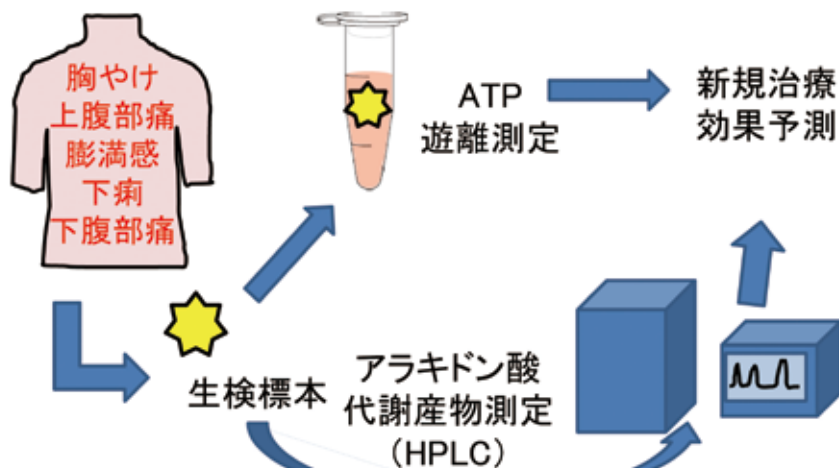 胸やけ
上腹部痛
膨満感
下痢
下腹部痛
ATP
遊離測定
新規治療
効果予測
生検標本
アラキドン酸
代謝産物測定
（HPLC）